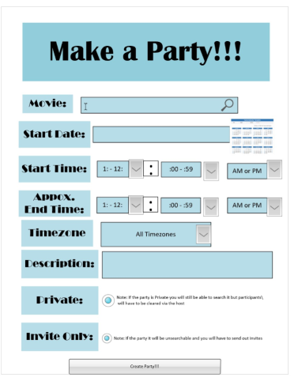 Make a Party!!!
Movie:
Start Date:
Start Time: 1: - 12: : :00 - :59 AM or PM
Appox.
End Time: 1: - 12: : :00 - :59 AM or PM
Timezone All Timezones
Description:
Private: Note: If the party is Private you will still be able to search it but participants\
will have to be cleared via the host
Invite Only: Note: If the party it will be unsearchable and you will have to send out invites
Create Party!!!